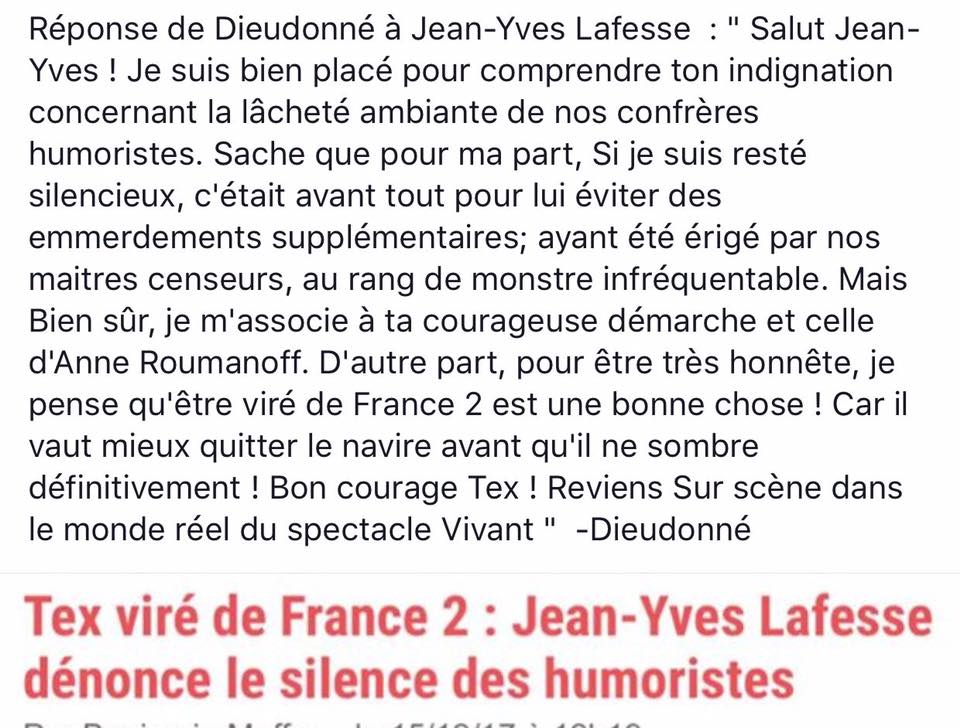 Réponse de Dieudonné à Jean-Yves Lafesse  : " Salut Jean-
Yves ! Je suis bien placé pour comprendre ton indignation
concernant la lâcheté ambiante de nos confrères
humoristes. Sache que pour ma part, Si je suis resté
silencieux, c'était avant tout pour lui éviter des
emmerdements supplémentaires; ayant été érigé par nos
maitres censeurs, au rang de monstre infréquentable. Mais
Bien sûr, je m'associe à ta courageuse démarche et celle
d'Anne Roumanoff. D'autre part, pour être très honnête, je
pense qu'être viré de France 2 est une bonne chose ! Car il
vaut mieux quitter le navire avant qu'il ne sombre
définitivement ! Bon courage Tex ! Reviens Sur scène dans
le monde réel du spectacle Vivant "  -Dieudonné
Tex viré de France 2 : Jean-Yves Lafesse
dénonce le silence des humoristes